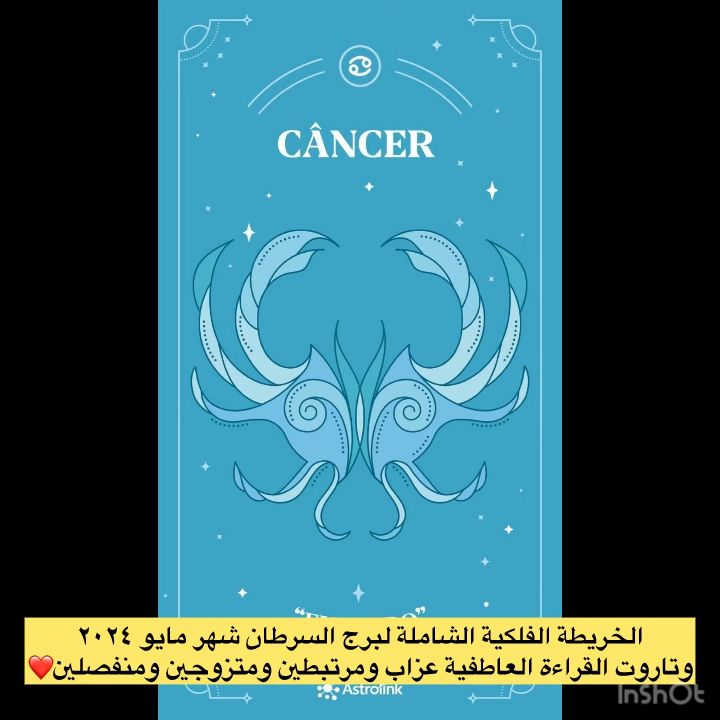 CÂNCER
الخريطة الفلكية الشاملة لبرج السرطان شهر مايو ٢٠٢٤
وتاروت القراءة العاطفية عزاب ومرتبطين ومتزوجين ومنفصلين❤️
Astrolink
InShOt